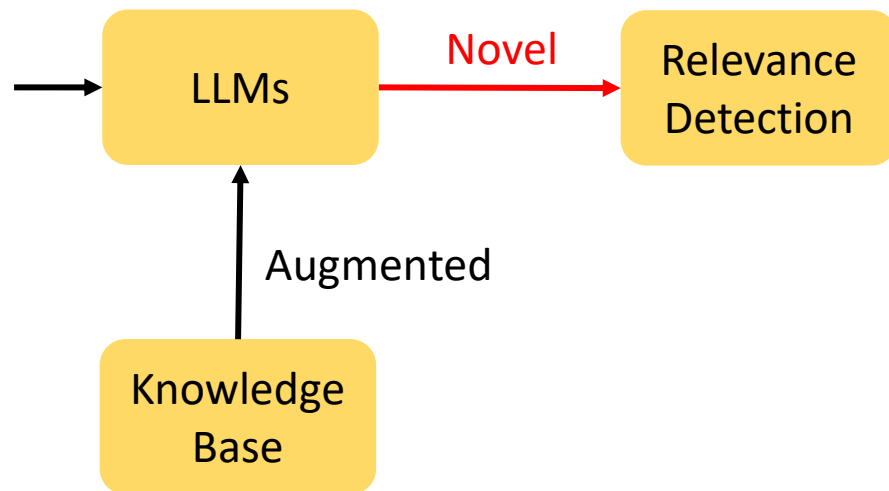 LLMs
Novel
Relevance
Detection
Augmented
Knowledge
Base